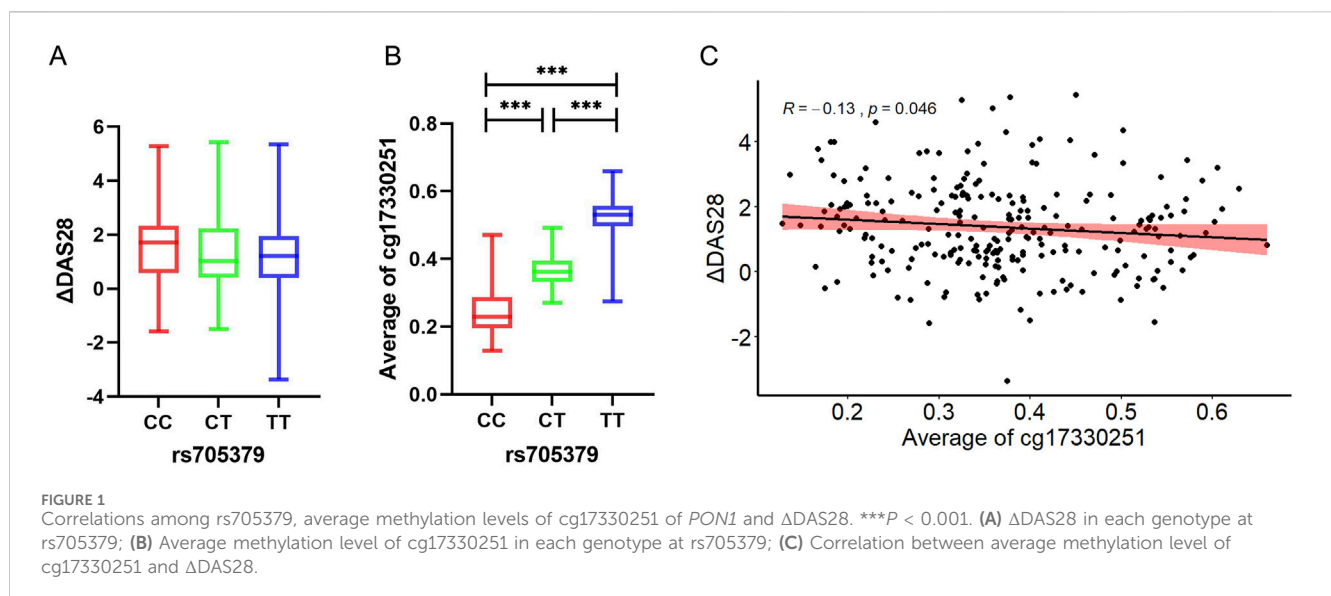 A
ΔDAS28
6
4
2
0
-2
-4
CC
CT
TT
rs705379
B
***
***
***
Average of cg17330251
0.8
0.6
0.4
0.2
0.0
CC
CT
TT
rs705379
C
R = −0.13 , p = 0.046
ΔDAS28
4
2
0
-2
0.2
0.3
0.4
0.5
0.6
Average of cg17330251
FIGURE 1
Correlations among rs705379, average methylation levels of cg17330251 of PON1 and ΔDAS28. ***P < 0.001. (A) ΔDAS28 in each genotype at
rs705379; (B) Average methylation level of cg17330251 in each genotype at rs705379; (C) Correlation between average methylation level of
cg17330251 and ΔDAS28.